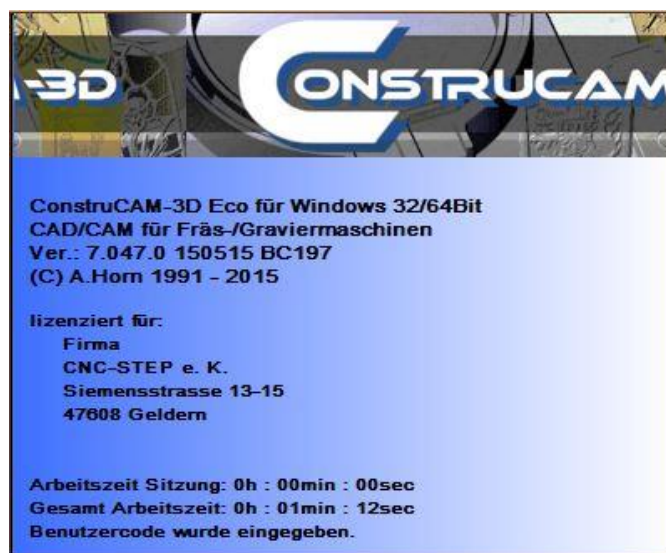 -3D CONSTRUCAM
ConstruCAM-3D Eco für Windows 32/64Bit
CAD/CAM für Fräs-/Graviermaschinen
Ver.: 7.047.0 150515 BC197
(C) A.Horn 1991 - 2015
lizenziert für:
Firma
CNC-STEP e. K.
Siemensstrasse 13-15
47608 Geldern
Arbeitszeit Sitzung: 0h : 00min : 00sec
Gesamt Arbeitszeit: 0h : 01min : 12sec
Benutzercode wurde eingegeben.